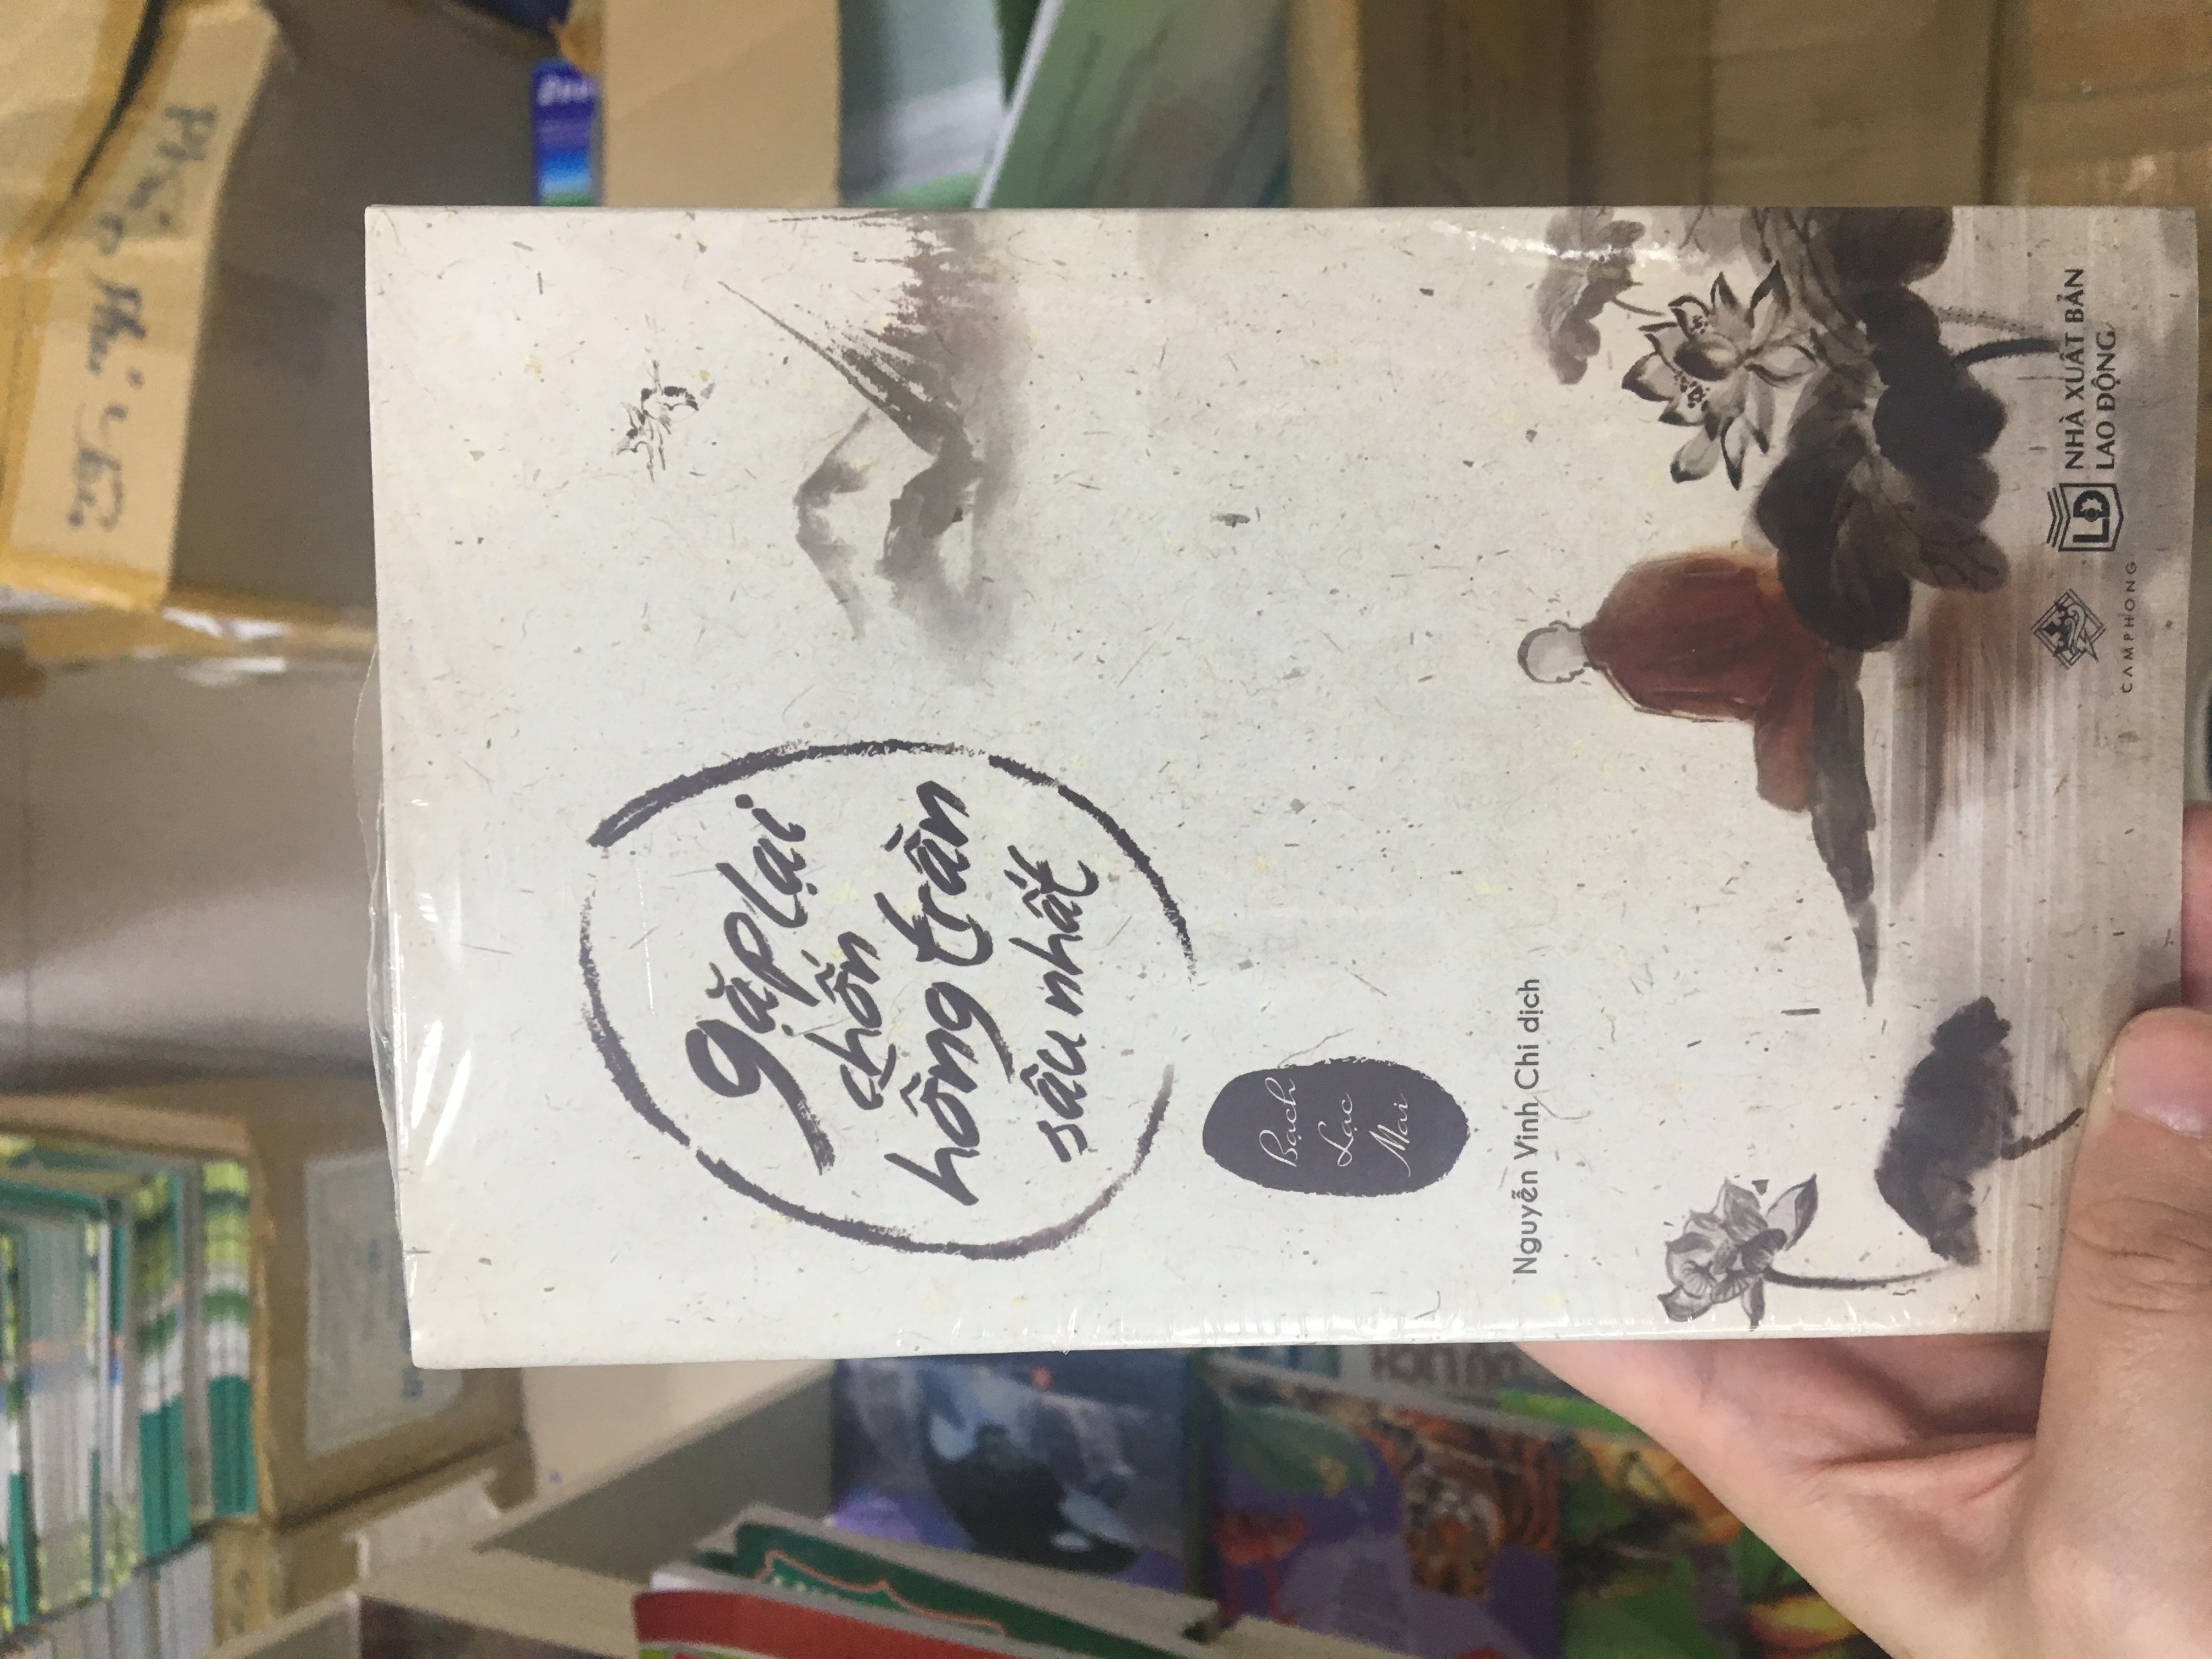 gặp lại
chốn
hồng trần
sâu nhất
Bạch
Lạc
Mai
Nguyễn Vinh Chi dịch
CAMPHONG
LĐ
NHÀ XUẤT BẢN
LAO ĐỘNG